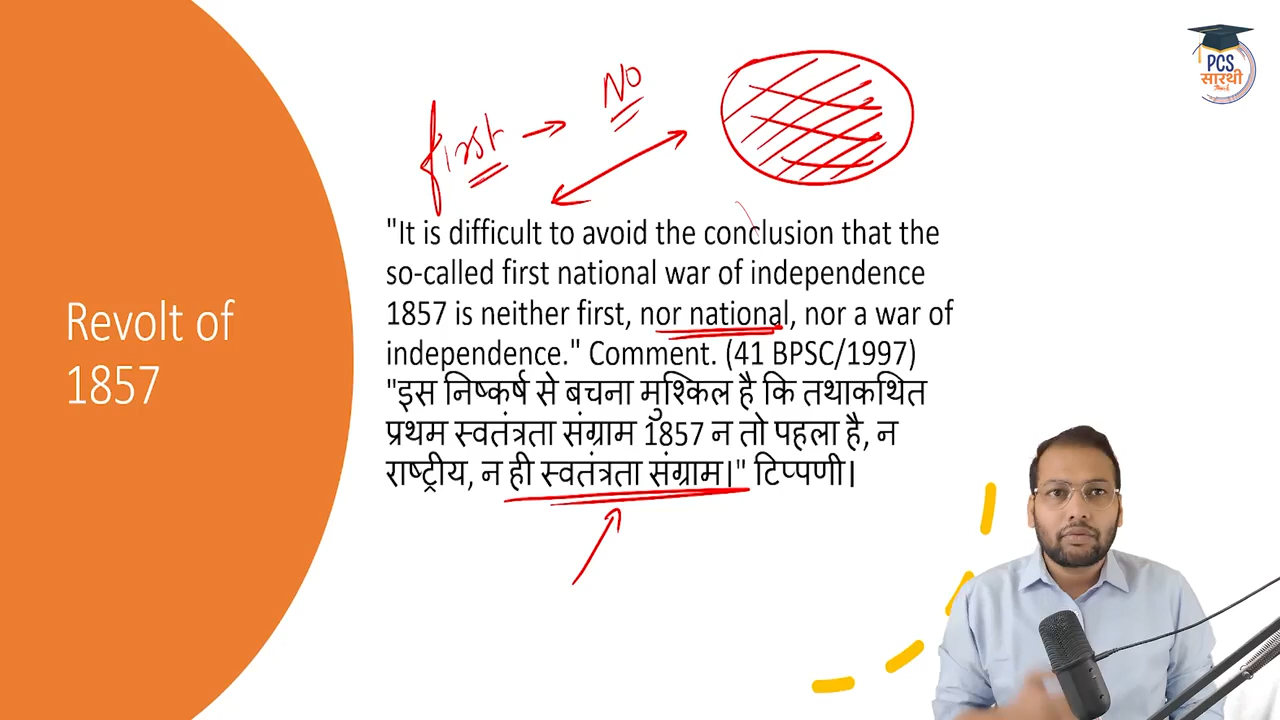 PCS
सारथी
First → NO
Revolt of
1857
"It is difficult to avoid the conclusion that the
so-called first national war of independence
1857 is neither first, nor national, nor a war of
independence." Comment. (41 BPSC/1997)
"इस निष्कर्ष से बचना मुश्किल है कि तथाकथित
प्रथम स्वतंत्रता संग्राम 1857 न तो पहला है, न
राष्ट्रीय, न ही स्वतंत्रता संग्राम।" टिप्पणी।